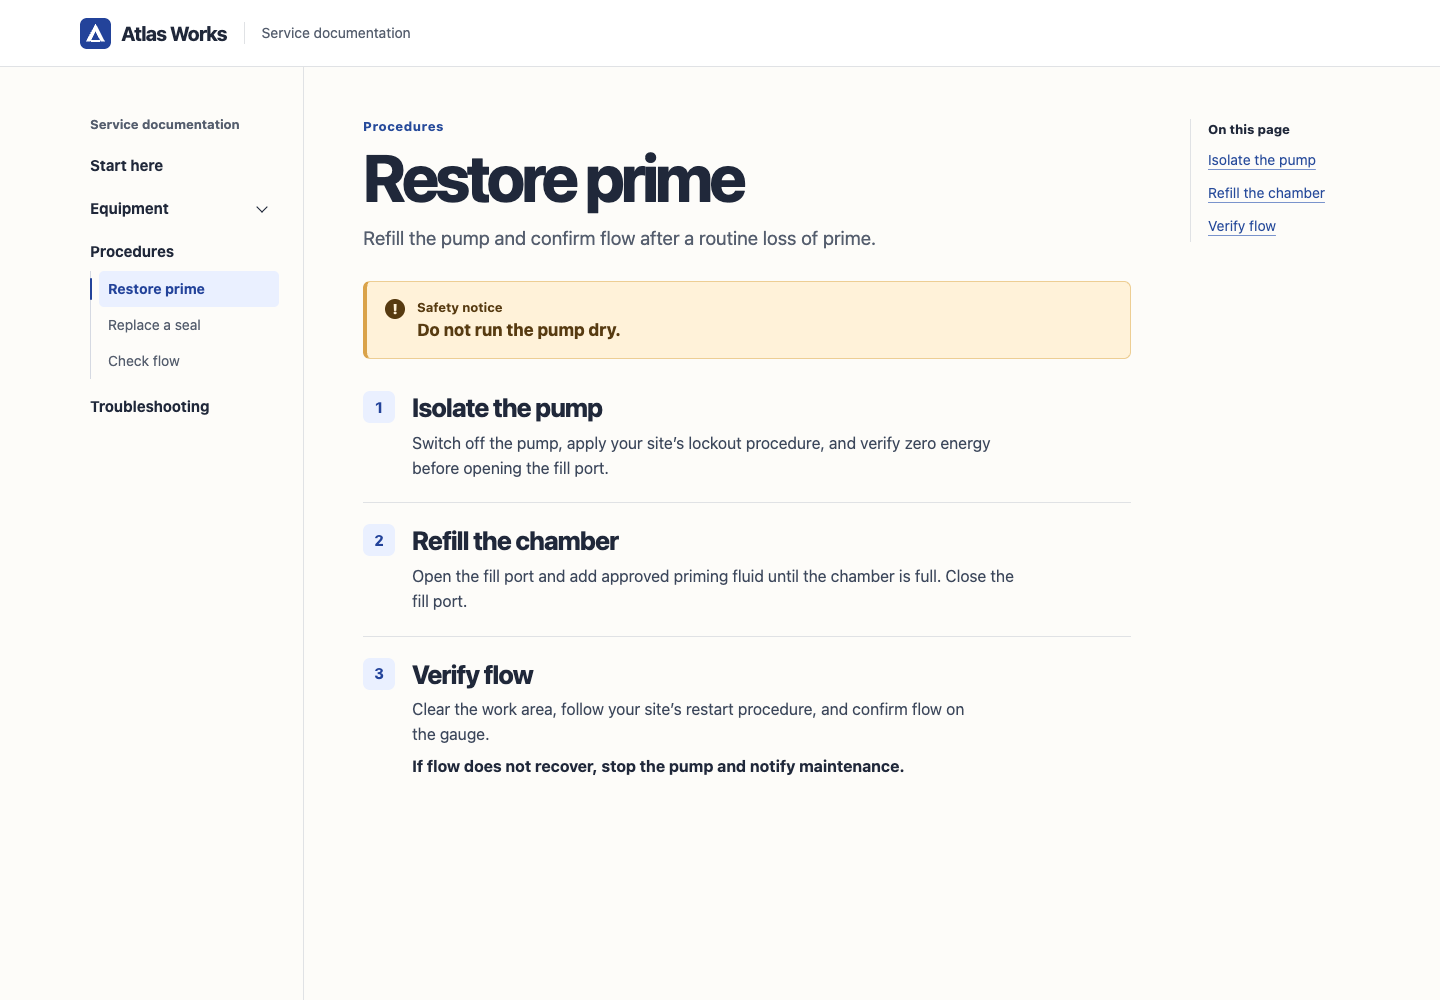 Atlas Works
Service documentation
Service documentation
Start here
Equipment
Procedures
Restore prime
Replace a seal
Check flow
Troubleshooting
Procedures
Restore prime
Refill the pump and confirm flow after a routine loss of prime.
!
Safety notice
Do not run the pump dry.
1
Isolate the pump
Switch off the pump, apply your site’s lockout procedure, and verify zero energy
before opening the fill port.
2
Refill the chamber
Open the fill port and add approved priming fluid until the chamber is full. Close the
fill port.
3
Verify flow
Clear the work area, follow your site’s restart procedure, and confirm flow on
the gauge.
If flow does not recover, stop the pump and notify maintenance.
On this page
Isolate the pump
Refill the chamber
Verify flow